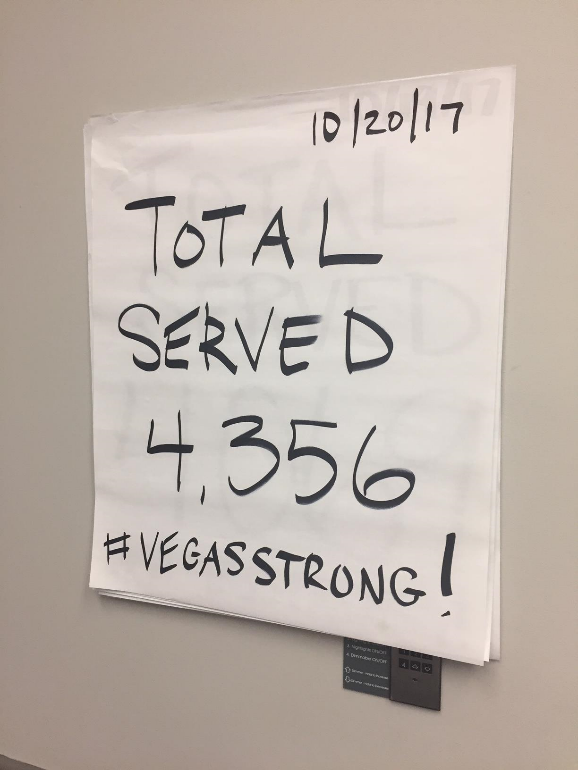 10/20/17
TOTAL
SERVED
4,356
#VEGASSTRONG!